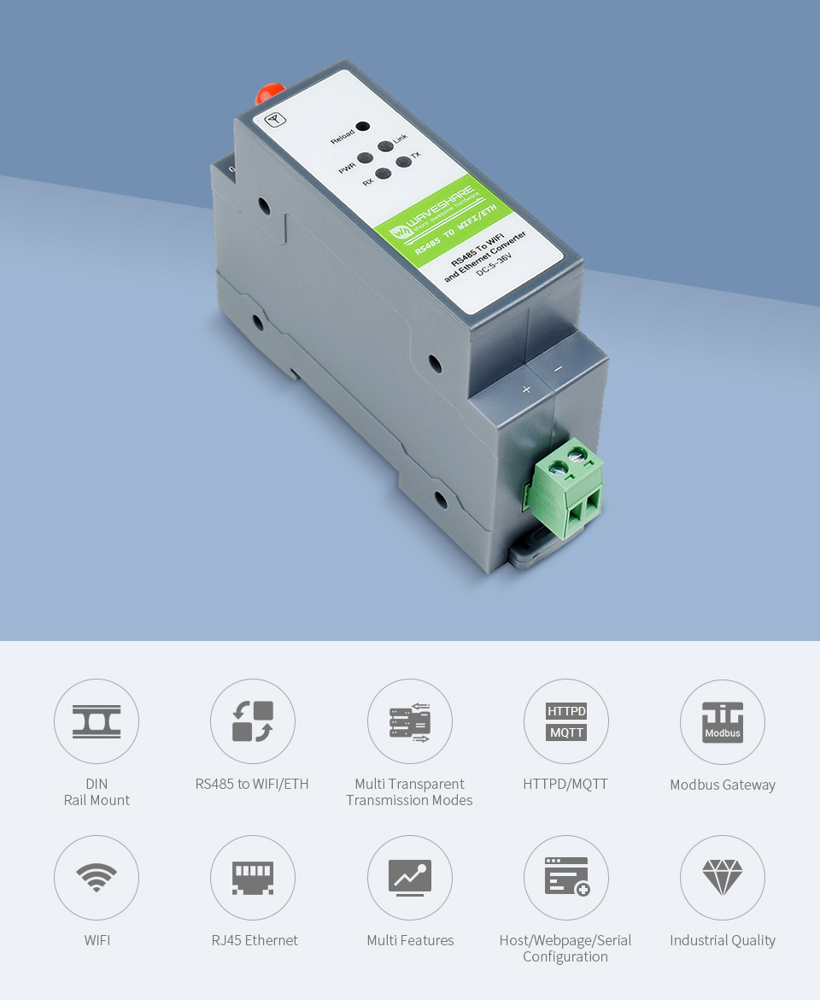 Reload
Link
PWR
TX
RX
G
WAVESHARE
share awesome hardware
RS485 TO WIFI/ETH
RS485 To WIFI
and Ethernet Converter
DC:5~36V
+
-
HTTPD
MQTT
Modbus
DIN
Rail Mount
RS485 to WIFI/ETH
Multi Transparent
Transmission Modes
HTTPD/MQTT
Modbus Gateway
WIFI
RJ45 Ethernet
Multi Features
Host/Webpage/Serial
Configuration
Industrial Quality